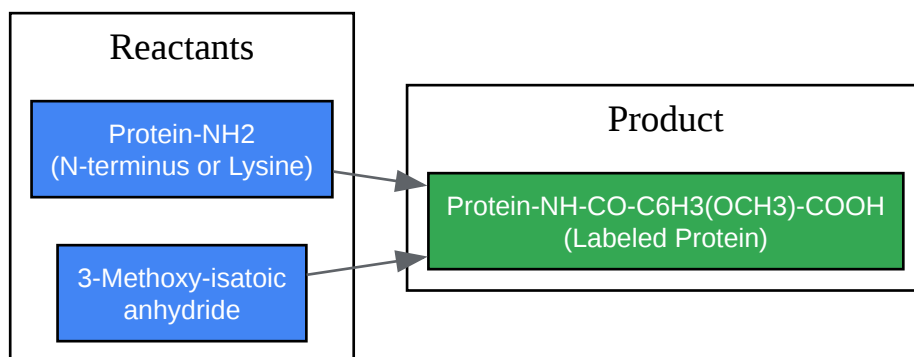 Reactants
Protein-NH2
(N-terminus or Lysine)
3-Methoxy-isatoic
anhydride
Product
Protein-NH-CO-C6H3(OCH3)-COOH
(Labeled Protein)